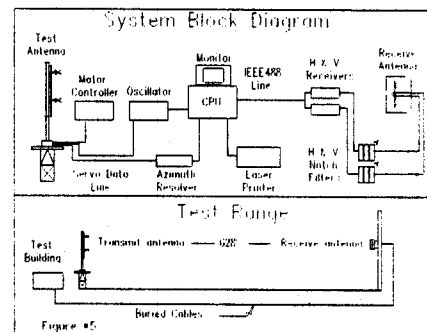 System Block Diagram
Test
Antenna
Motor
Controller
Oscillator
Monitor
CPU
IEEE488
Line
H & V
Receivers
Receive
Antenna
Servo Data
Line
Azimuth
Resolver
Laser
Printer
H & V
Notch
Filters
Test Range
Test
Building
Transmit antenna
628'
Receive antenna
Buried Cables
Figure #5